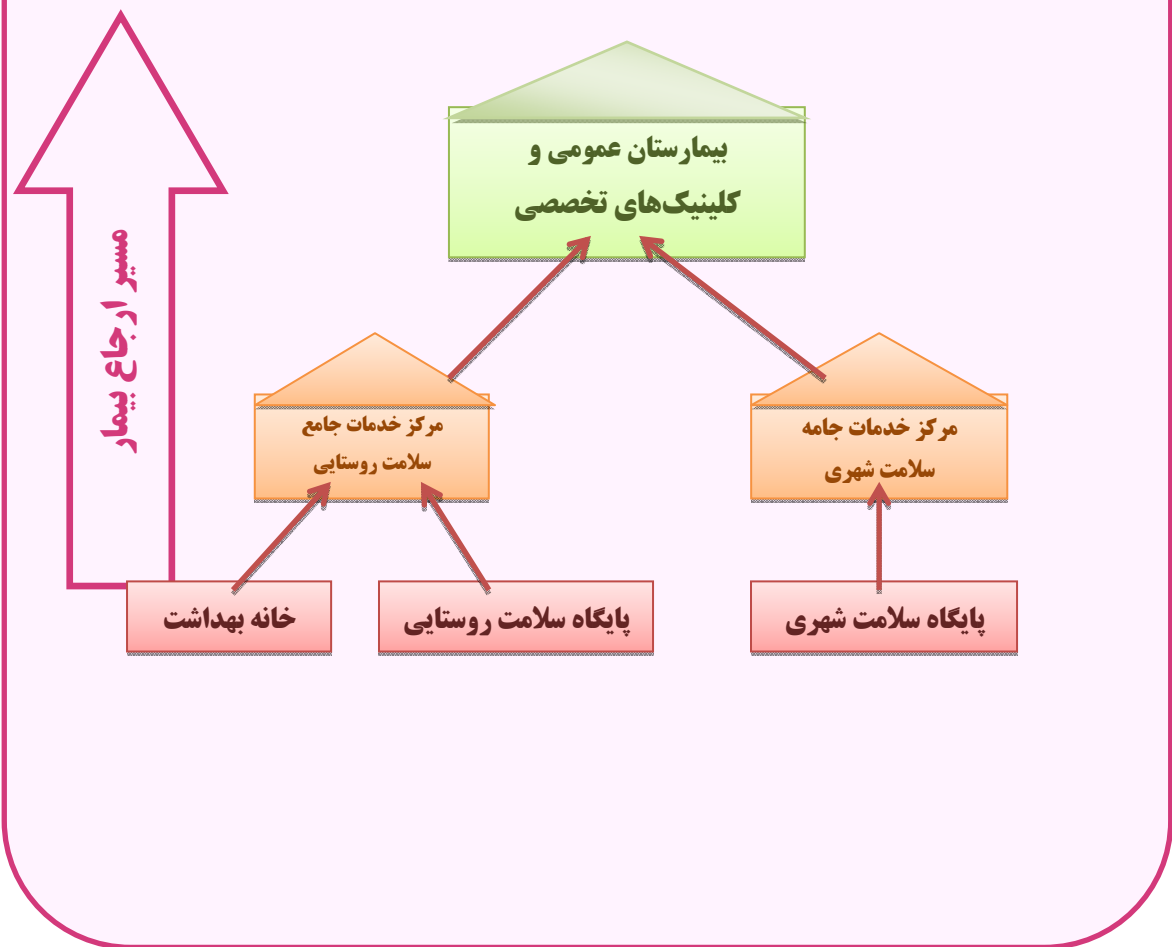 بیمارستان عمومی و
کلینیک‌های تخصصی
مسیر ارجاع بیمار
مرکز خدمات جامه
سلامت شهری
مرکز خدمات جامع
سلامت روستایی
پایگاه سلامت شهری
پایگاه سلامت روستایی
خانه بهداشت